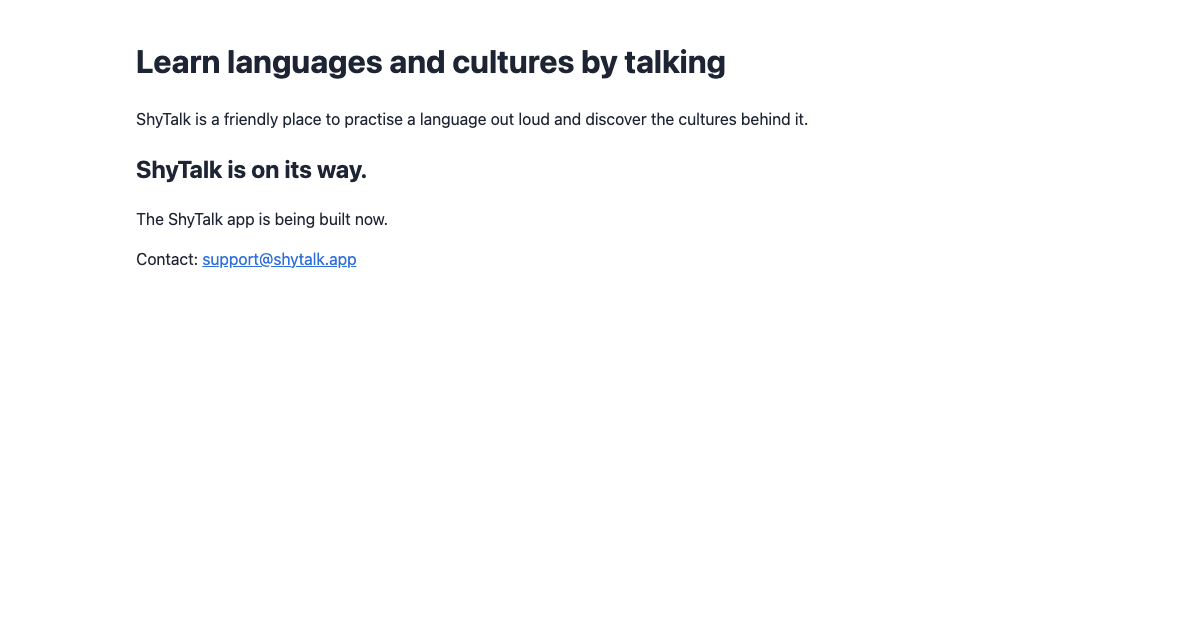 Learn languages and cultures by talking
ShyTalk is a friendly place to practise a language out loud and discover the cultures behind it.
ShyTalk is on its way.
The ShyTalk app is being built now.
Contact: support@shytalk.app